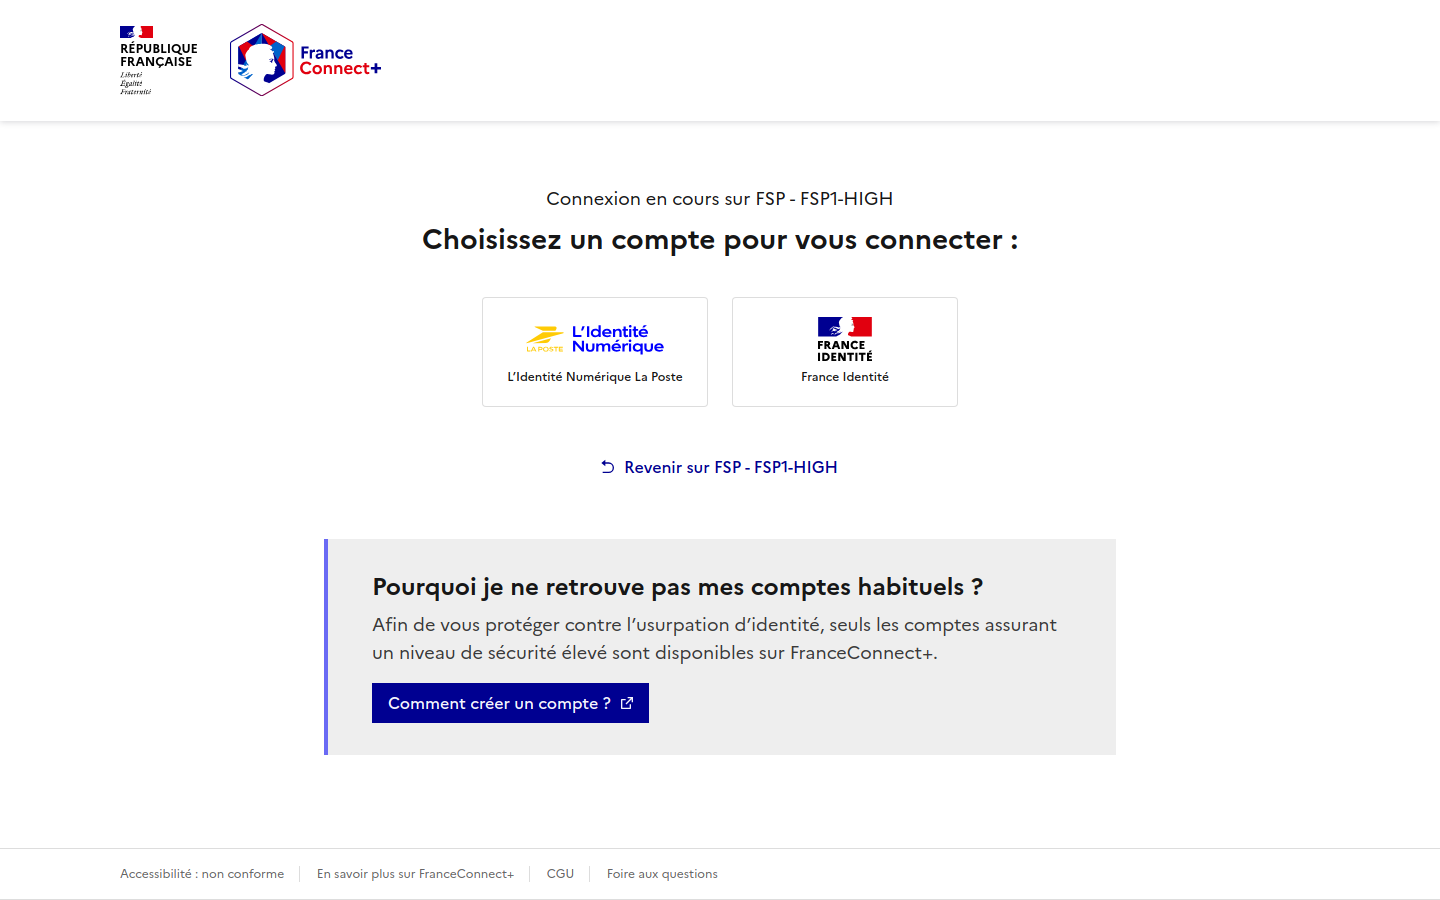 RÉPUBLIQUE
FRANÇAISE
Liberté
Égalité
Fraternité
France
Connect+
Connexion en cours sur FSP - FSP1-HIGH
Choisissez un compte pour vous connecter :
LA POSTE
L’Identité
Numérique
L’Identité Numérique La Poste
FRANCE
IDENTITÉ
France Identité
Revenir sur FSP - FSP1-HIGH
Pourquoi je ne retrouve pas mes comptes habituels ?
Afin de vous protéger contre l’usurpation d’identité, seuls les comptes assurant
un niveau de sécurité élevé sont disponibles sur FranceConnect+.
Comment créer un compte ?
Accessibilité : non conforme
En savoir plus sur FranceConnect+
CGU
Foire aux questions